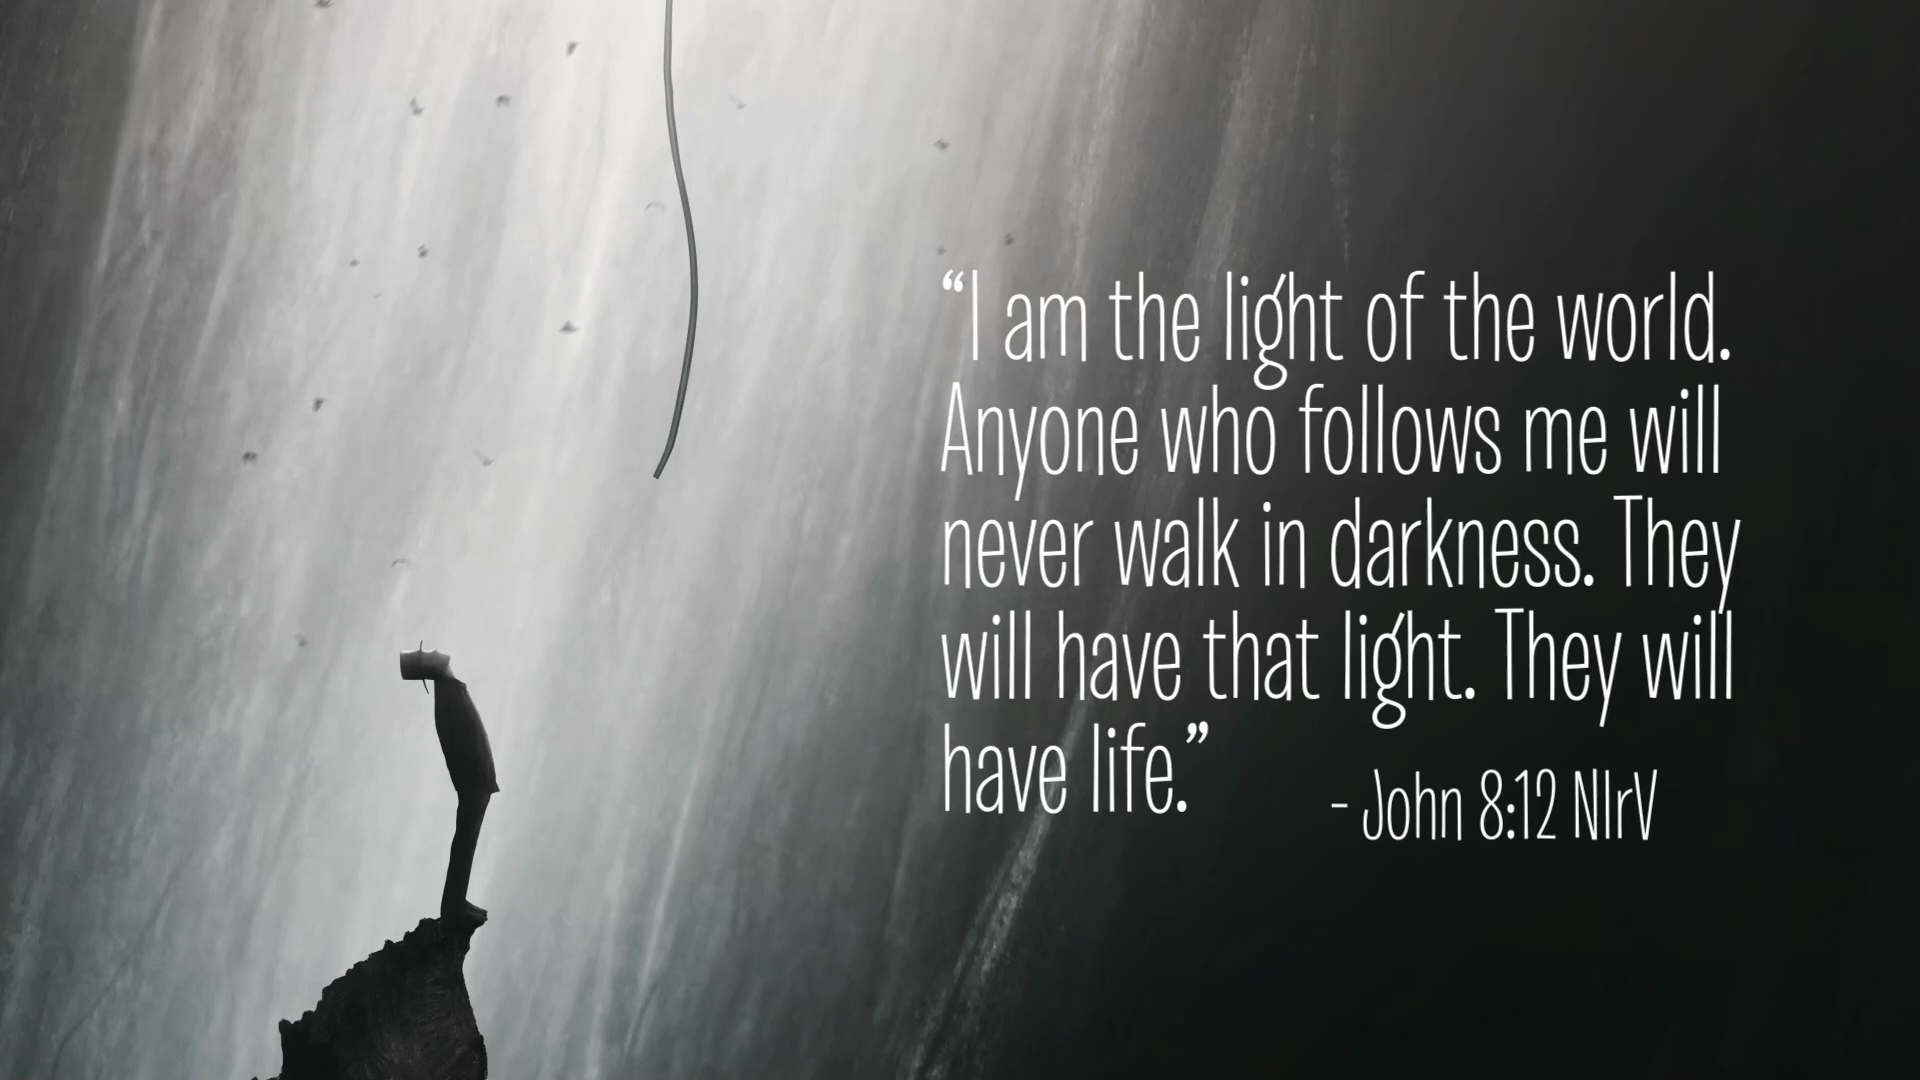 “I am the light of the world.
Anyone who follows me will
never walk in darkness. They
will have that light. They will
have life.”
- John 8:12 NIrV